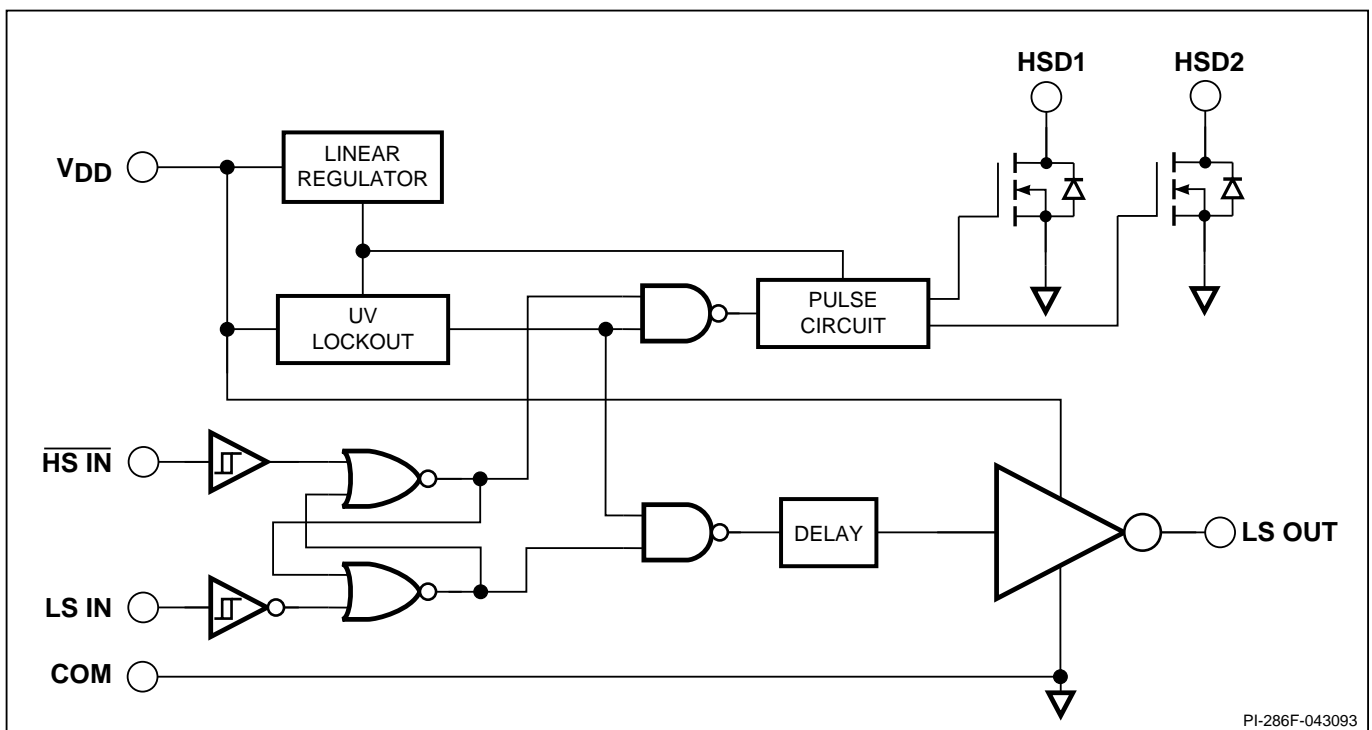 HSD1
HSD2
VDD
LINEAR
REGULATOR
UV
LOCKOUT
PULSE
CIRCUIT
HS IN
DELAY
LS OUT
LS IN
COM
PI-286F-043093